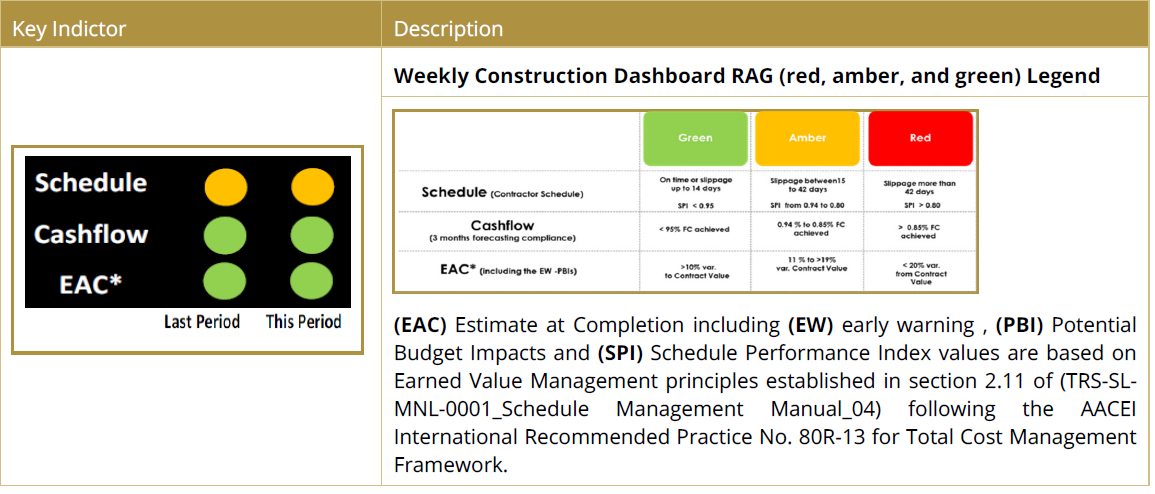 Key Indictor
Description
Weekly Construction Dashboard RAG (red, amber, and green) Legend
Schedule
Cashflow
EAC*
Last Period This Period
Green
Amber
Red
Schedule (Contractor Schedule)
On time or slippage
up to 14 days
SPI < 0.95
Slippage between15
to 42 days
SPI from 0.94 to 0.80
Slippage more than
42 days
SPI > 0.80
Cashflow
(3 months forecasting compliance)
< 95% FC achieved
0.94 % to 0.85% FC
achieved
> 0.85% FC
achieved
EAC* (including the EW -PBIs)
>10% var.
to Contract Value
11 % to >19%
var. Contract Value
< 20% var.
from Contract
Value
(EAC) Estimate at Completion including (EW) early warning , (PBI) Potential
Budget Impacts and (SPI) Schedule Performance Index values are based on
Earned Value Management principles established in section 2.11 of (TRS-SL-
MNL-0001_Schedule Management Manual_04) following the AACEI
International Recommended Practice No. 80R-13 for Total Cost Management
Framework.